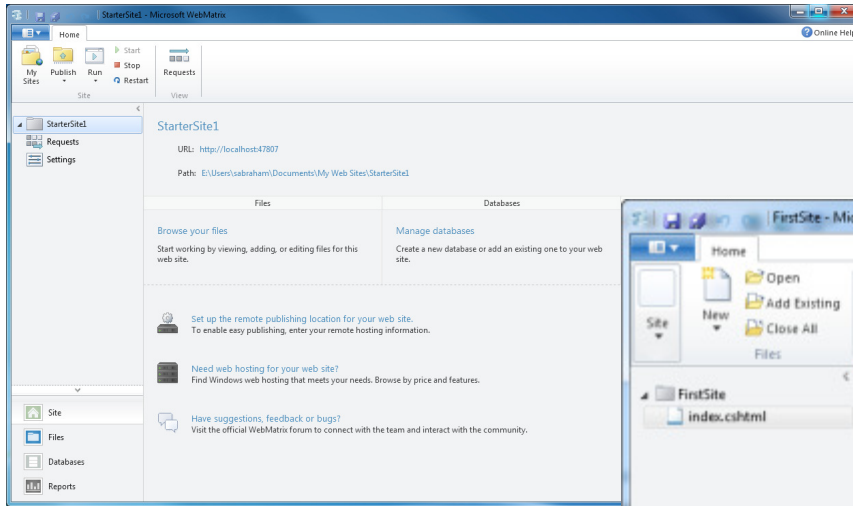 StarterSite1 - Microsoft WebMatrix
Home
Online Help
My Sites
Publish
Run
Start
Stop
Restart
Requests
Site
View
StarterSite1
Requests
Settings
StarterSite1
URL: http://localhost:47807
Path: E:\Users\sabraham\Documents\My Web Sites\StarterSite1
Files
Databases
Browse your files
Start working by viewing, adding, or editing files for this
web site.
Manage databases
Create a new database or add an existing one to your web
site.
Set up the remote publishing location for your web site.
To enable easy publishing, enter your remote hosting information.
Need web hosting for your web site?
Find Windows web hosting that meets your needs. Browse by price and features.
Have suggestions, feedback or bugs?
Visit the official WebMatrix forum to connect with the team and interact with the community.
Site
Files
Databases
Reports
FirstSite - Mic
Home
Site
New
Open
Add Existing
Close All
Files
FirstSite
index.cshtml